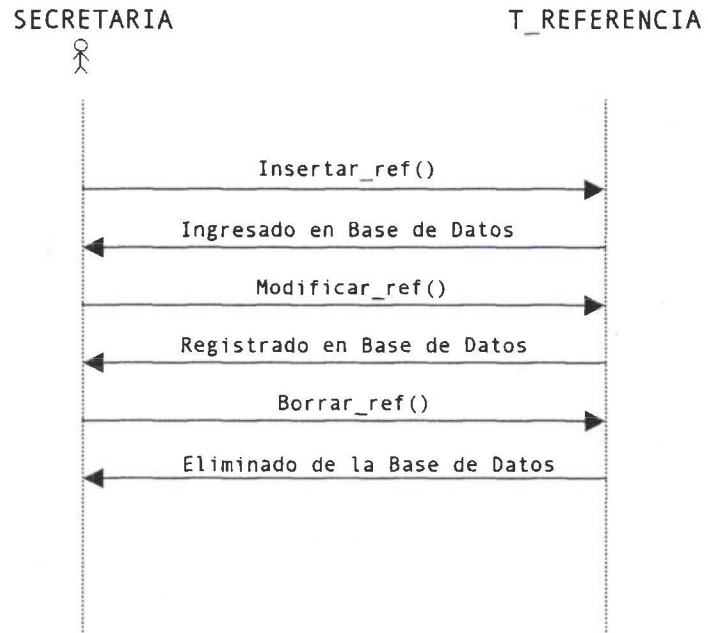 SECRETARIA
T_REFERENCIA
Insertar_ref()
Ingresado en Base de Datos
Modificar_ref()
Registrado en Base de Datos
Borrar_ref()
Eliminado de la Base de Datos